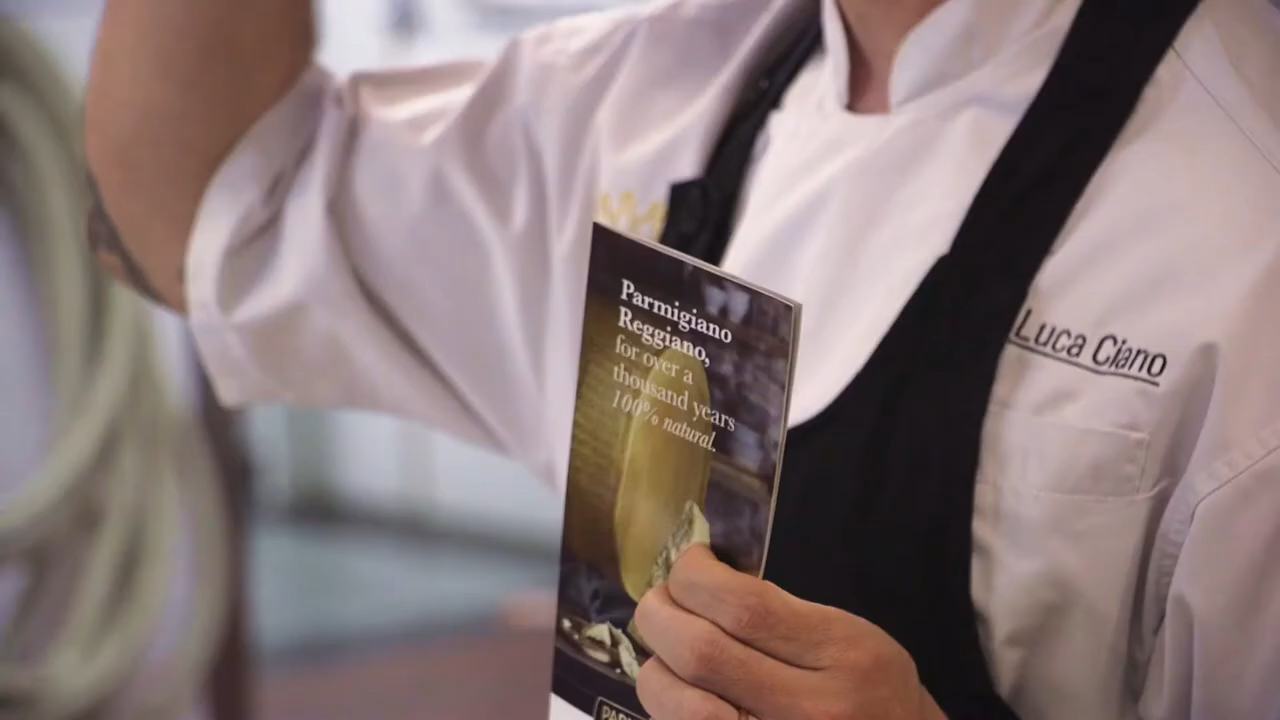 Parmigiano
Reggiano,
for over a
thousand years
100% natural.
Luca Ciano